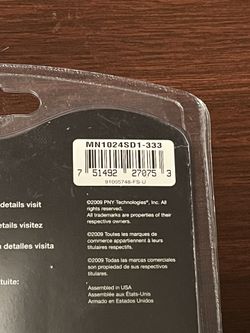 MN1024SD1-333
7 51492 27075 3
91005748-FS-U
©2009 PNY Technologies®, Inc. All
rights reserved.
All trademarks are properties of their
respective owners.
©2009 Toutes les marques de
commerce appartiennent à leurs
titulaires respectifs.
©2009 Todas las marcas comerciales
son propiedad de sus respectivos
titulares.
Assembled in USA
Assemblée aux États-Unis
Armado en Estados Unidos
details visit
details visitez
detalles visita